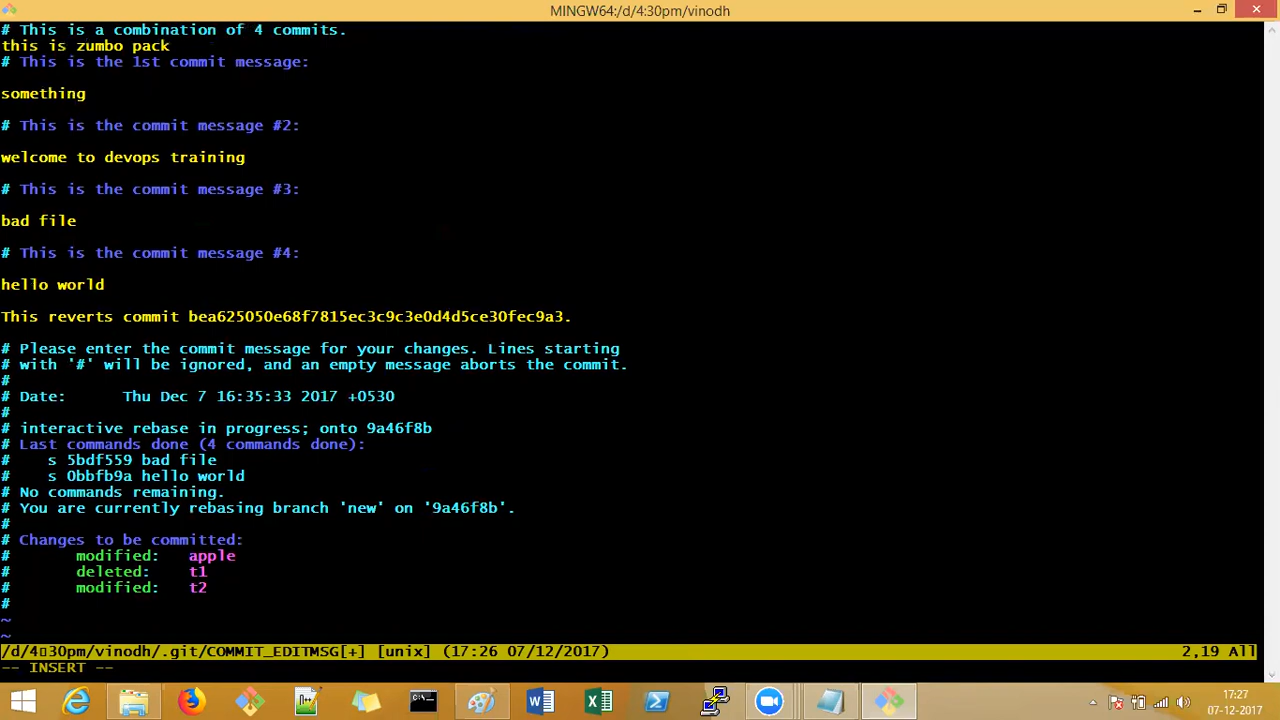 MINGW64:/d/4:30pm/vinodh
# This is a combination of 4 commits.
this is zumbo pack
# This is the 1st commit message:
something
# This is the commit message #2:
welcome to devops training
# This is the commit message #3:
bad file
# This is the commit message #4:
hello world
This reverts commit bea625050e68f7815ec3c9c3e0d4d5ce30fec9a3.
# Please enter the commit message for your changes. Lines starting
# with '#' will be ignored, and an empty message aborts the commit.
#
# Date:      Thu Dec 7 16:35:33 2017 +0530
#
# interactive rebase in progress; onto 9a46f8b
# Last commands done (4 commands done):
#    s 5bdf559 bad file
#    s 0bbfb9a hello world
# No commands remaining.
# You are currently rebasing branch 'new' on '9a46f8b'.
#
# Changes to be committed:
#       modified:   apple
#       deleted:    t1
#       modified:   t2
#
~
~
/d/4▯30pm/vinodh/.git/COMMIT_EDITMSG[+] [unix] (17:26 07/12/2017) 2,19 All
-- INSERT --
17:27
07-12-2017